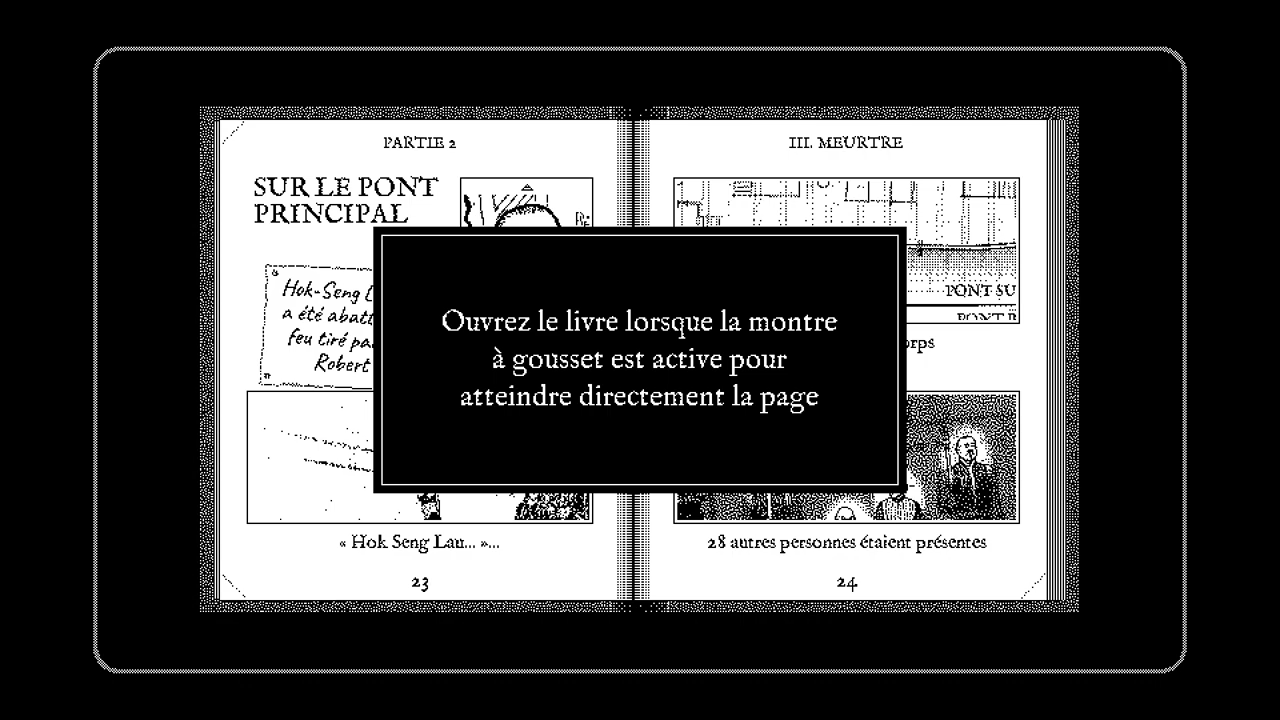 PARTIE 2
SUR LE PONT
PRINCIPAL
Hok-Seng
a été
feu tiré
Robert
« Hok Seng Lau... »...
23
III. MEURTRE
PONT SU
PONT R
28 autres personnes étaient présentes
24
Ouvrez le livre lorsque la montre
à gousset est active pour
atteindre directement la page